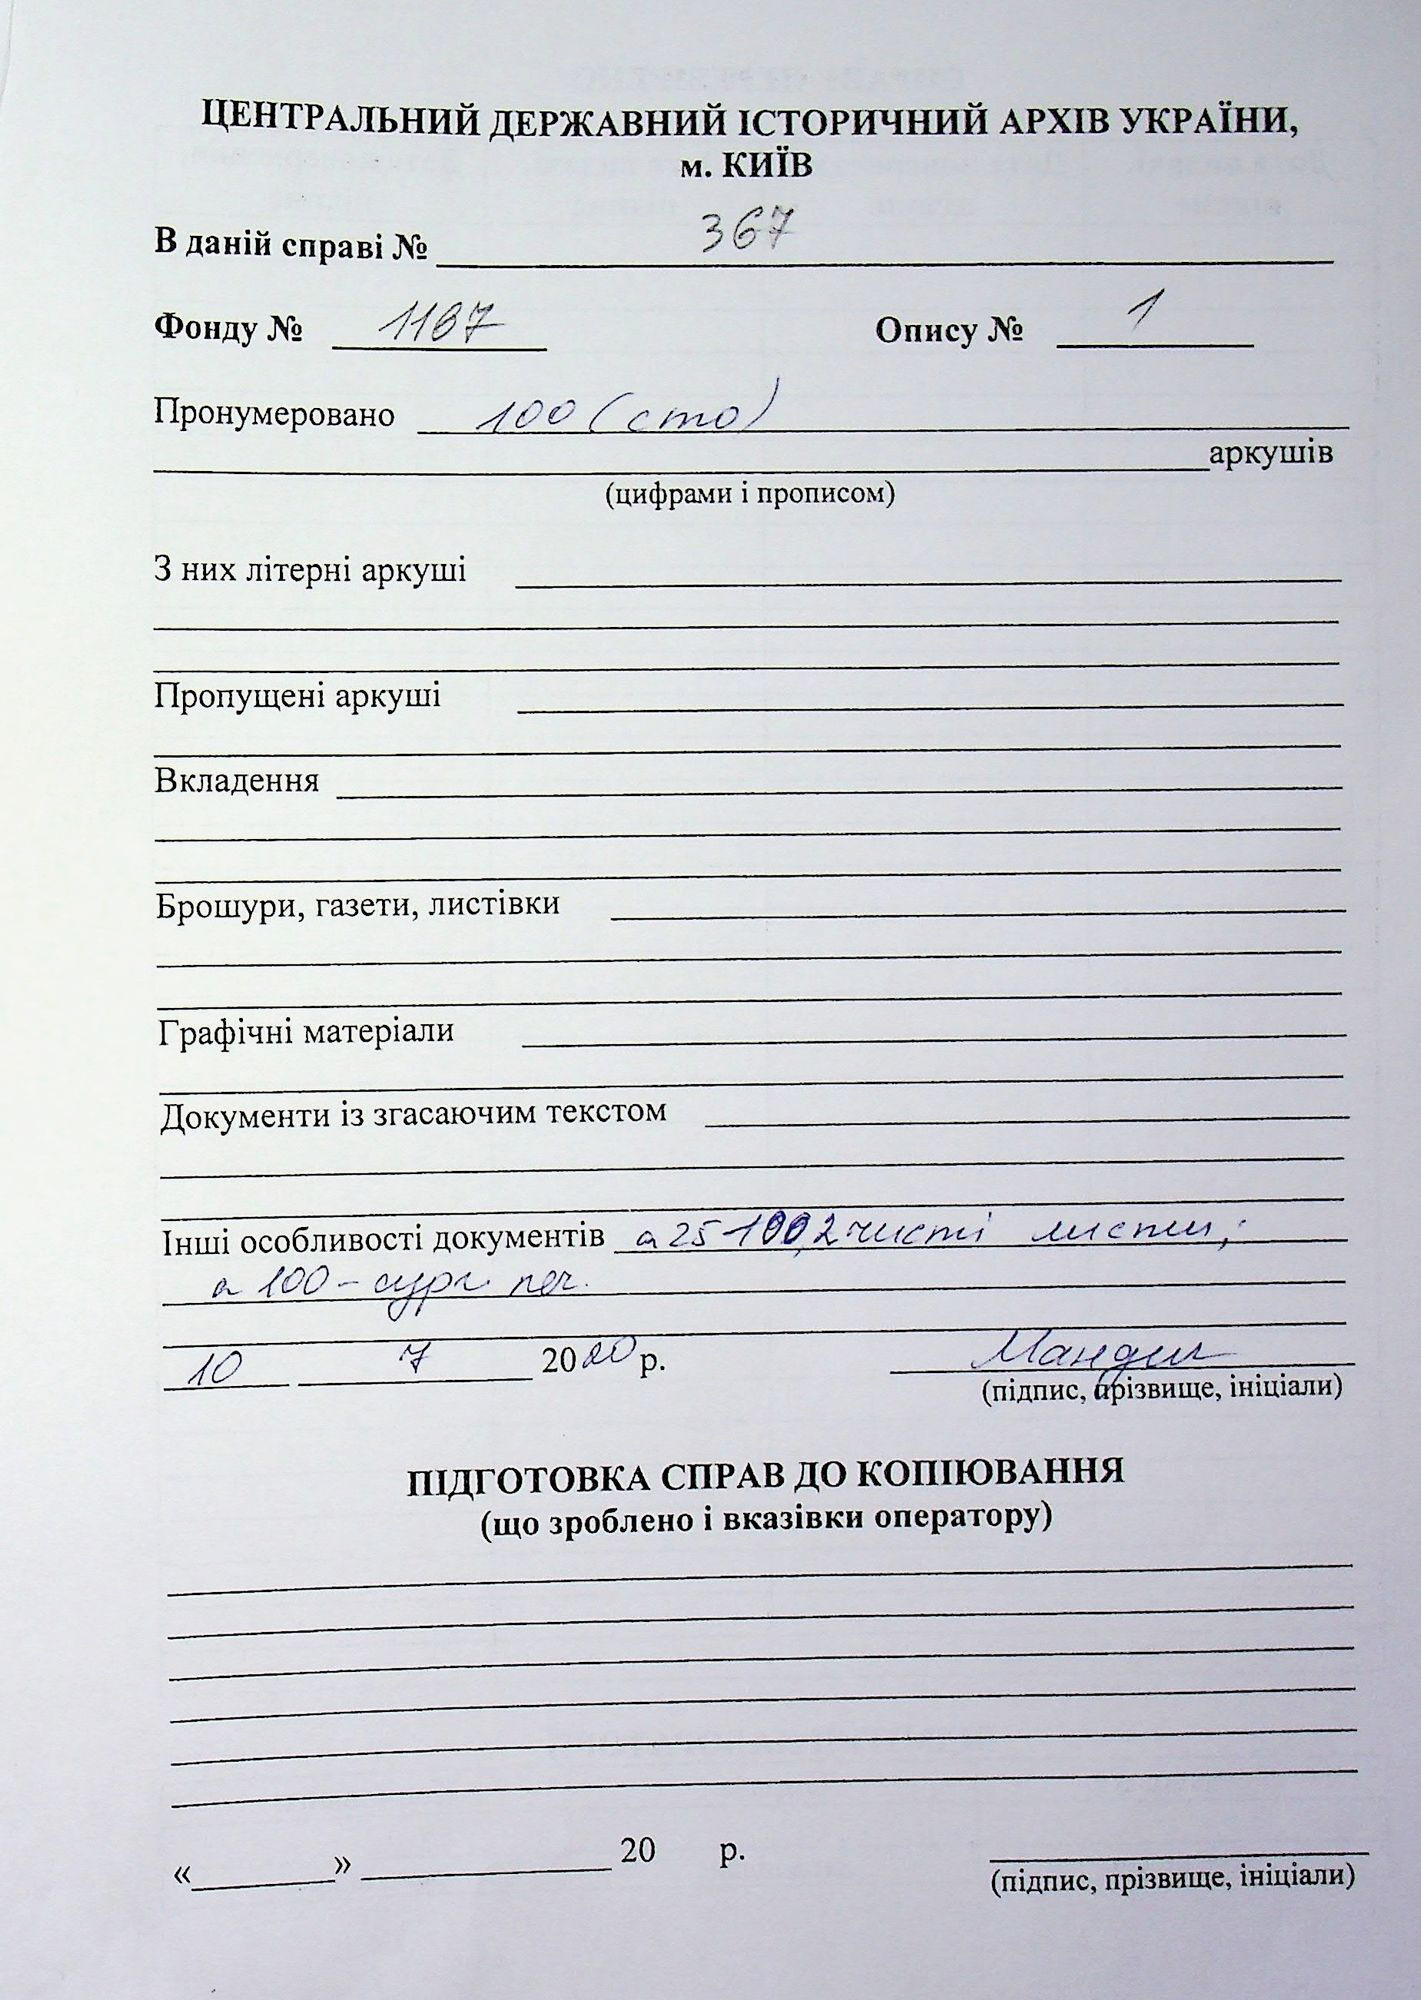 ЦЕНТРАЛЬНИЙ ДЕРЖАВНИЙ ІСТОРИЧНИЙ АРХІВ УКРАЇНИ,
м. КИЇВ
В даній справі № 367
Фонду № 1167 Опису № 1
Пронумеровано 100 (сто)
аркушів
(цифрами і прописом)
З них літерні аркуші
Пропущені аркуші
Вкладення
Брошури, газети, листівки
Графічні матеріали
Документи із згасаючим текстом
Інші особливості документів а 25 чисті листи;
а 100 – сург. печ.
10 7 2020 р.
(підпис, прізвище, ініціали)
ПІДГОТОВКА СПРАВ ДО КОПІЮВАННЯ
(що зроблено і вказівки оператору)
« » 20 р.
(підпис, прізвище, ініціали)